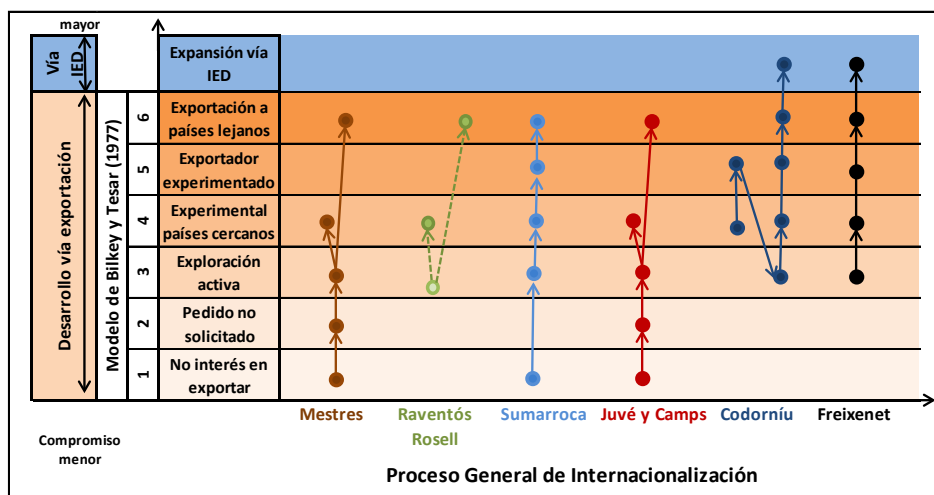 mayor
Vía
IED
Expansión vía
IED
Desarrollo vía exportación
Modelo de Bilkey y Tesar (1977)
6
Exportación a
países lejanos
5
Exportador
experimentado
4
Experimental
países cercanos
3
Exploración
activa
2
Pedido no
solicitado
1
No interés en
exportar
Mestres
Raventós
Rosell
Sumarroca
Juvé y Camps
Codorníu
Freixenet
Compromiso
menor
Proceso General de Internacionalización